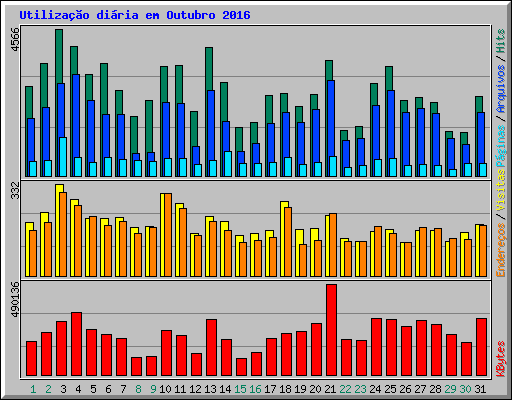 Utilização diária em Outubro 2016
4566
332
490136
Páginas / Arquivos / Hits
Endereços / Visitas
KBytes
1 2 3 4 5 6 7 8 9 10 11 12 13 14 15 16 17 18 19 20 21 22 23 24 25 26 27 28 29 30 31